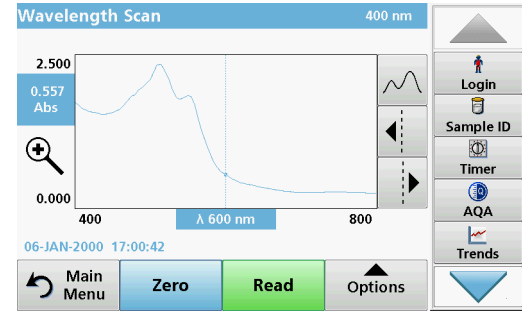 Wavelength Scan
400 nm
2.500
0.557
Abs
0.000
400
λ 600 nm
800
06-JAN-2000 17:00:42
Main
Menu
Zero
Read
Options
Login
Sample ID
Timer
AQA
Trends